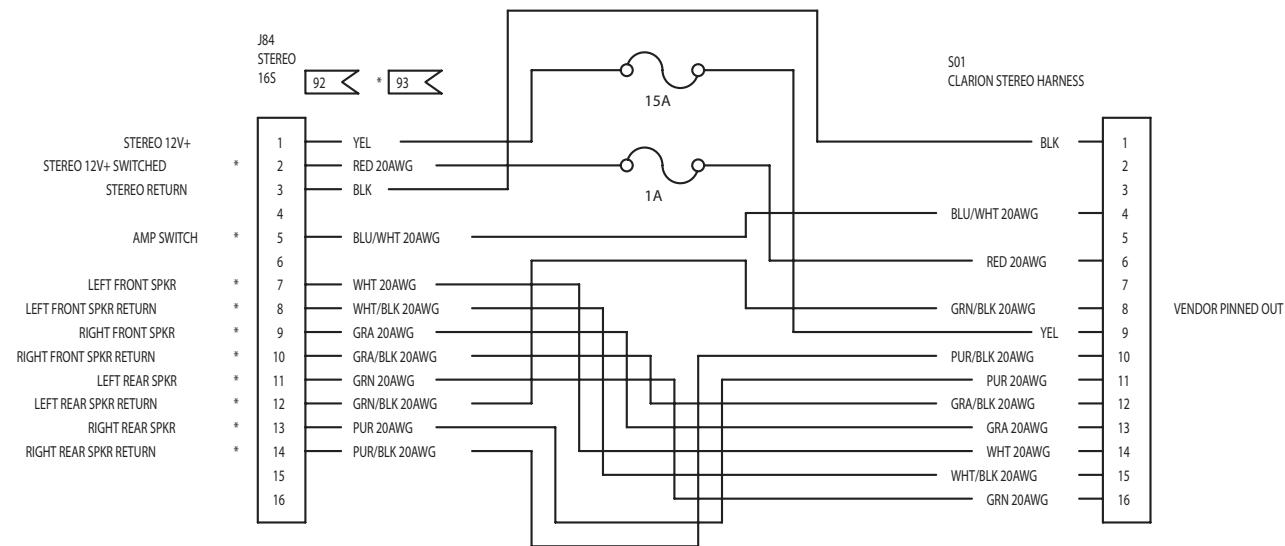 J84
STEREO
16S
92 * 93
15A
1A
S01
CLARION STEREO HARNESS
STEREO 12V+ 1 YEL
STEREO 12V+ SWITCHED * 2 RED 20AWG
STEREO RETURN 3 BLK
4
AMP SWITCH * 5 BLU/WHT 20AWG
6
LEFT FRONT SPKR * 7 WHT 20AWG
LEFT FRONT SPKR RETURN * 8 WHT/BLK 20AWG
RIGHT FRONT SPKR * 9 GRA 20AWG
RIGHT FRONT SPKR RETURN * 10 GRA/BLK 20AWG
LEFT REAR SPKR * 11 GRN 20AWG
LEFT REAR SPKR RETURN * 12 GRN/BLK 20AWG
RIGHT REAR SPKR * 13 PUR 20AWG
RIGHT REAR SPKR RETURN * 14 PUR/BLK 20AWG
15
16
BLK 1
2
3
BLU/WHT 20AWG 4
5
RED 20AWG 6
7
GRN/BLK 20AWG 8 VENDOR PINNED OUT
YEL 9
PUR/BLK 20AWG 10
PUR 20AWG 11
GRA/BLK 20AWG 12
GRA 20AWG 13
WHT 20AWG 14
WHT/BLK 20AWG 15
GRN 20AWG 16